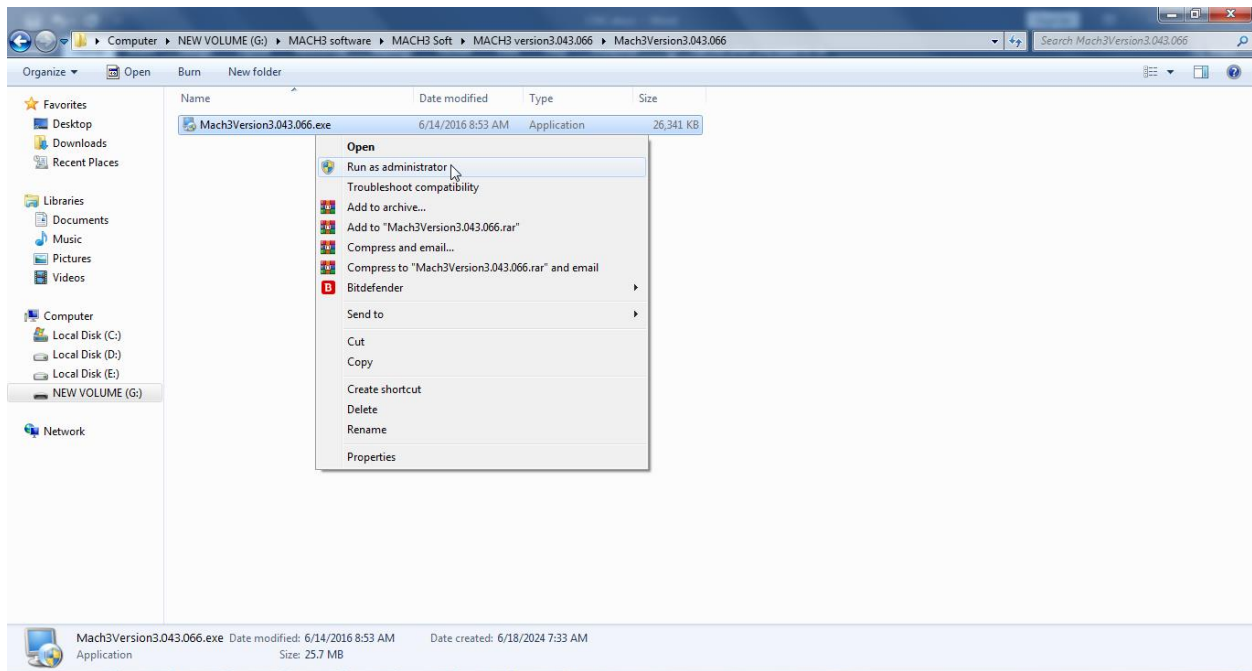 Computer ▸ NEW VOLUME (G:) ▸ MACH3 software ▸ MACH3 Soft ▸ MACH3 version3.043.066 ▸ Mach3Version3.043.066
Search Mach3Version3.043.066
Organize Open Burn New folder
Name Date modified Type Size
Mach3Version3.043.066.exe 6/14/2016 8:53 AM Application 26,341 KB
Favorites
Desktop
Downloads
Recent Places
Libraries
Documents
Music
Pictures
Videos
Computer
Local Disk (C:)
Local Disk (D:)
Local Disk (E:)
NEW VOLUME (G:)
Network
Open
Run as administrator
Troubleshoot compatibility
Add to archive...
Add to "Mach3Version3.043.066.rar"
Compress and email...
Compress to "Mach3Version3.043.066.rar" and email
B Bitdefender
Send to
Cut
Copy
Create shortcut
Delete
Rename
Properties
Mach3Version3.043.066.exe Date modified: 6/14/2016 8:53 AM Date created: 6/18/2024 7:33 AM
Application Size: 25.7 MB